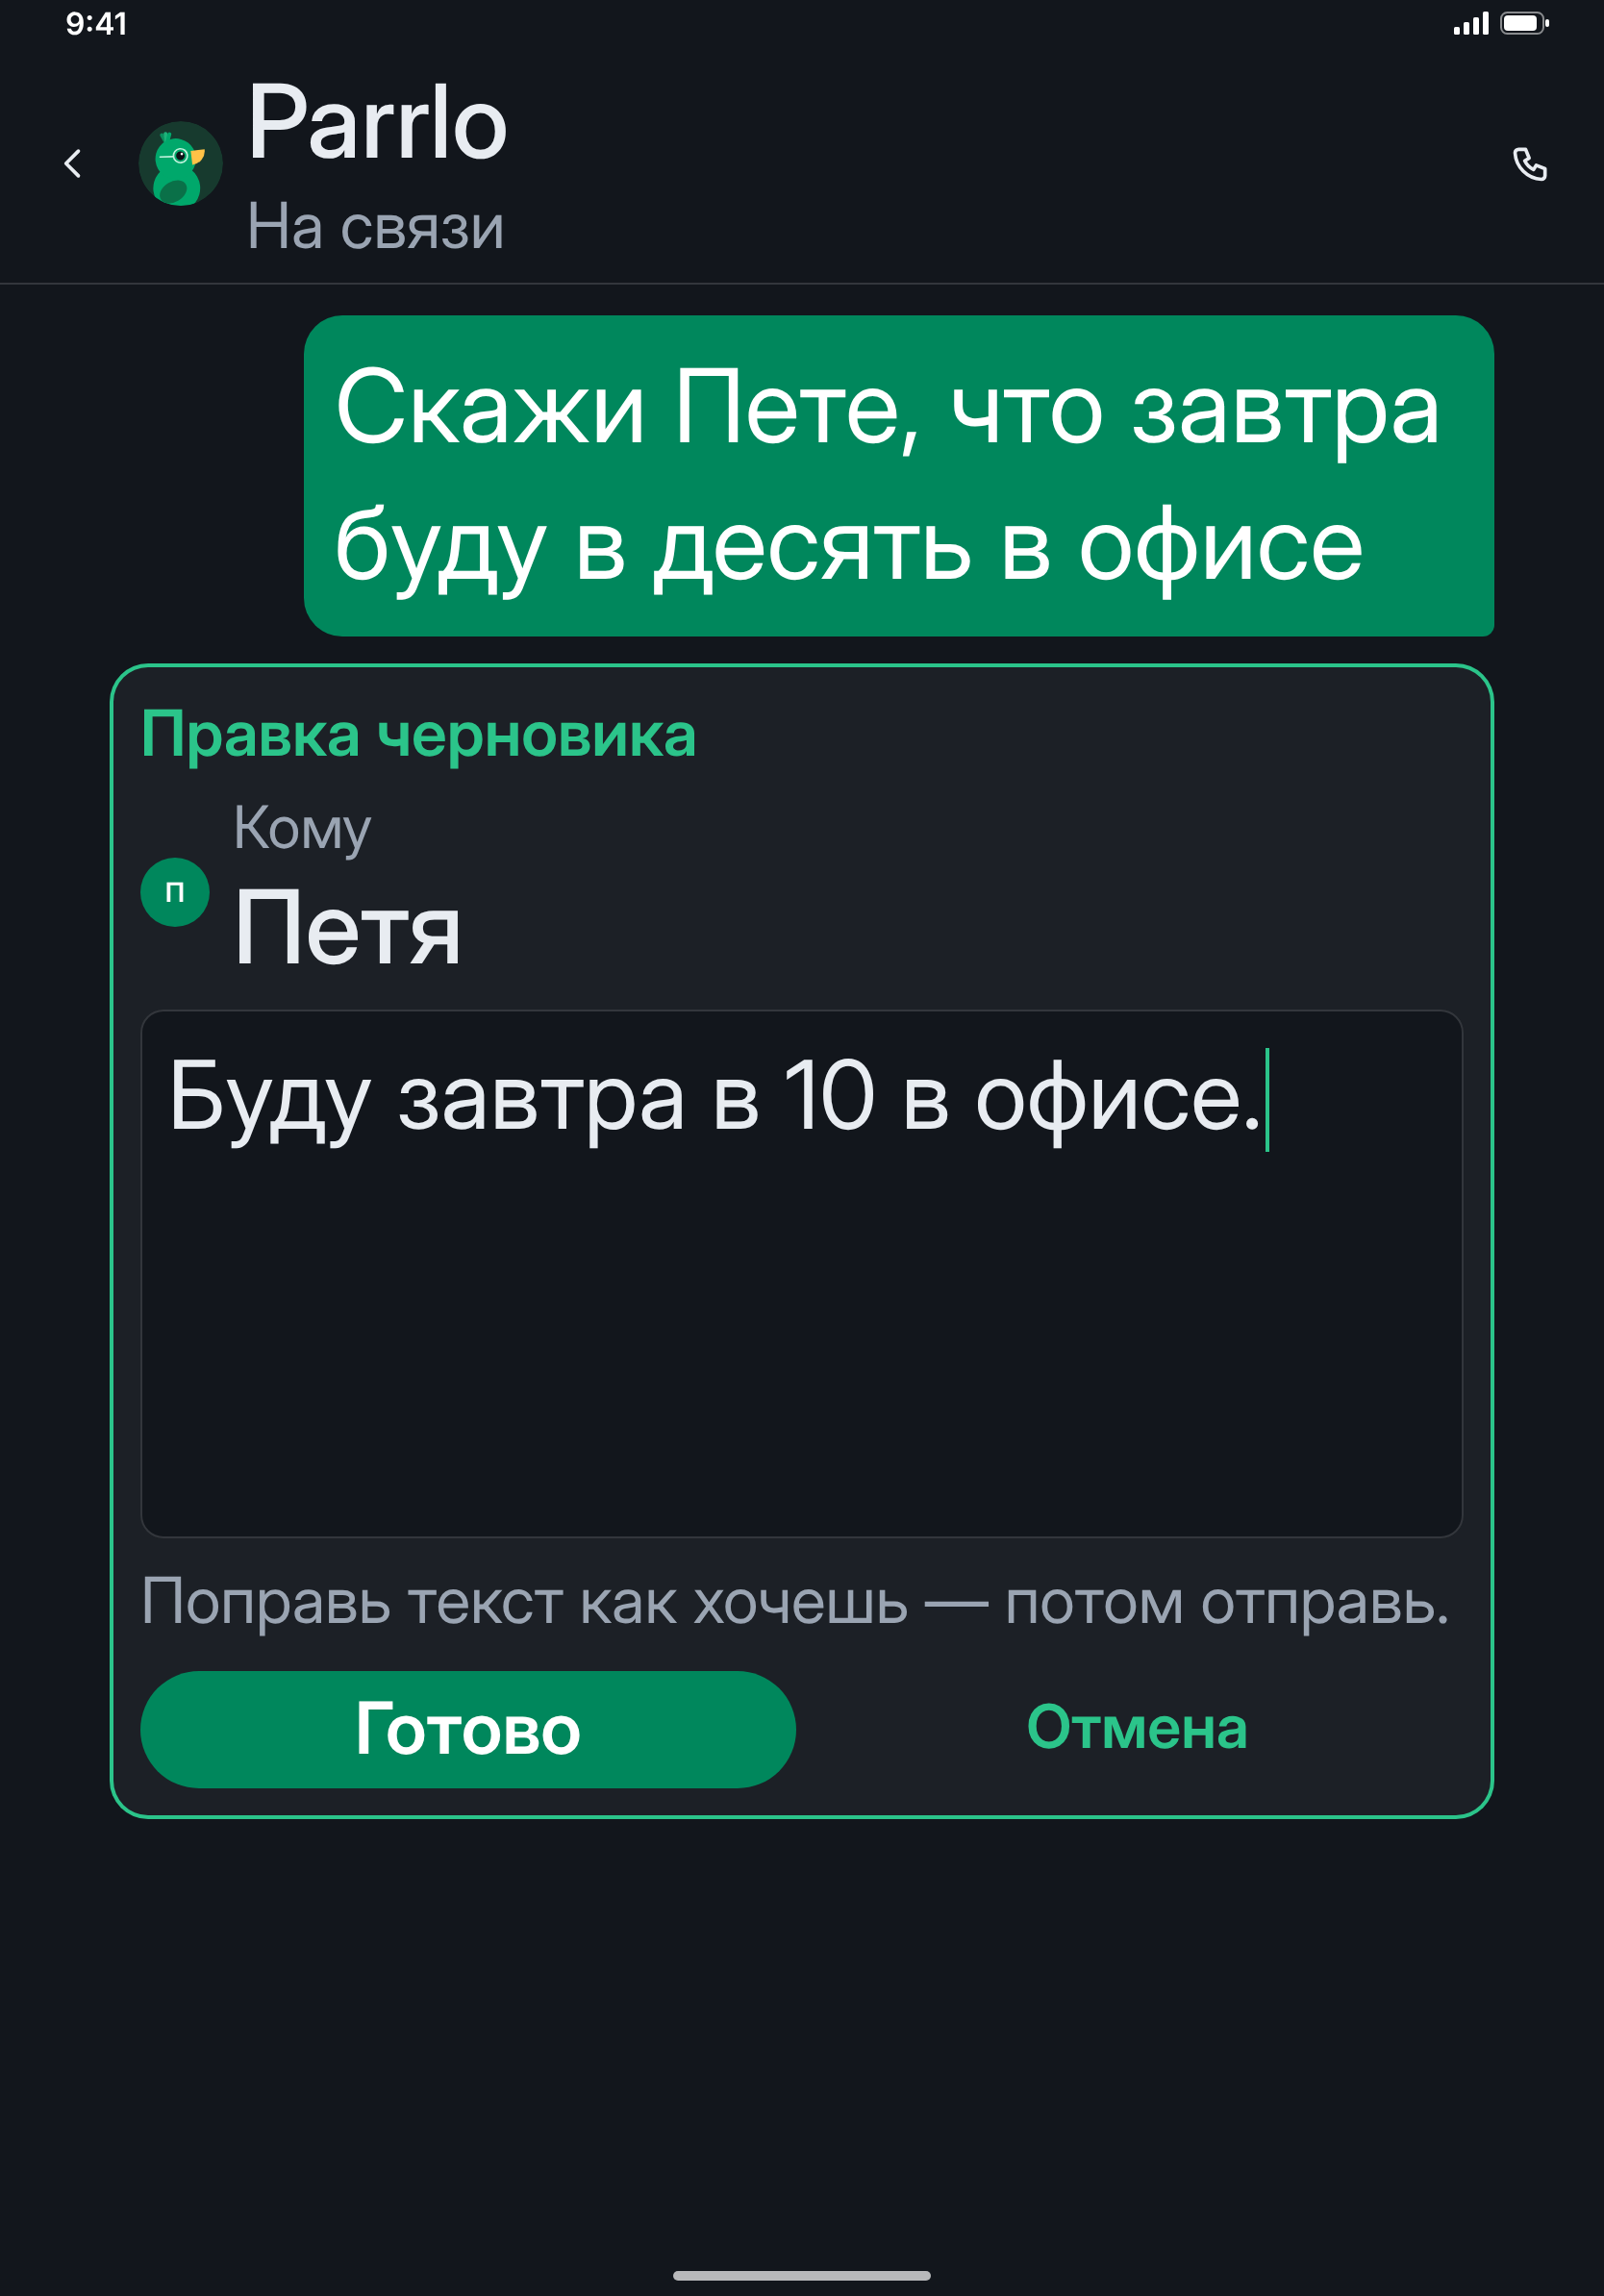 9:41
Parrlo
На связи
Скажи Пете, что завтра
буду в десять в офисе
Правка черновика
Кому
П
Петя
Буду завтра в 10 в офисе.
Поправь текст как хочешь — потом отправь.
Готово
Отмена